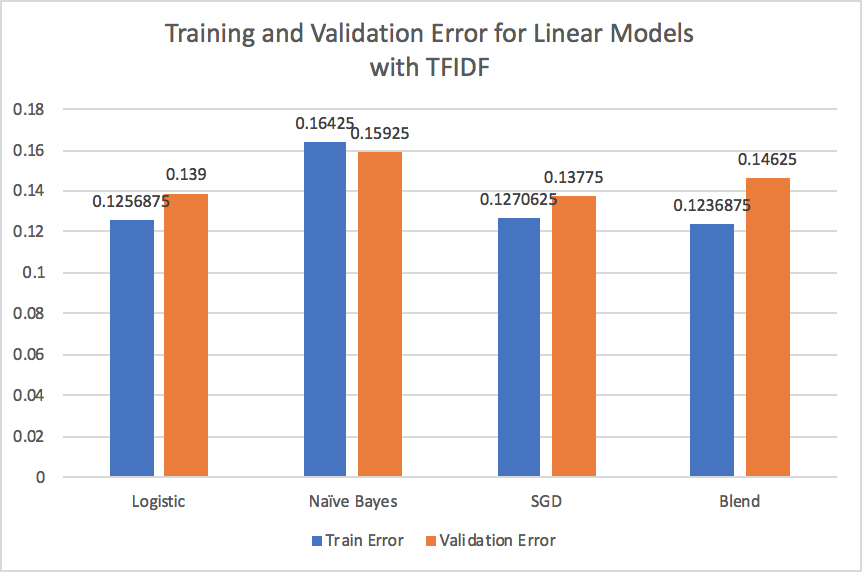 Training and Validation Error for Linear Models
with TFIDF
0.18
0.16
0.14
0.12
0.1
0.08
0.06
0.04
0.02
0
0.1256875
0.139
0.16425
0.15925
0.1270625
0.13775
0.1236875
0.14625
Logistic
Naïve Bayes
SGD
Blend
Train Error
Validation Error